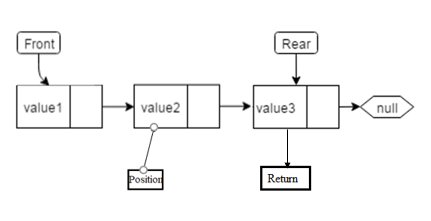 Front
Rear
value1
value2
value3
null
Position
Return